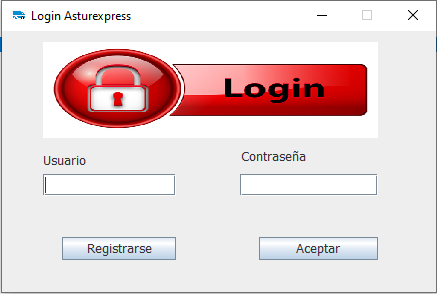 Login Asturexpress
Login
Usuario
Contraseña
Registrarse
Aceptar